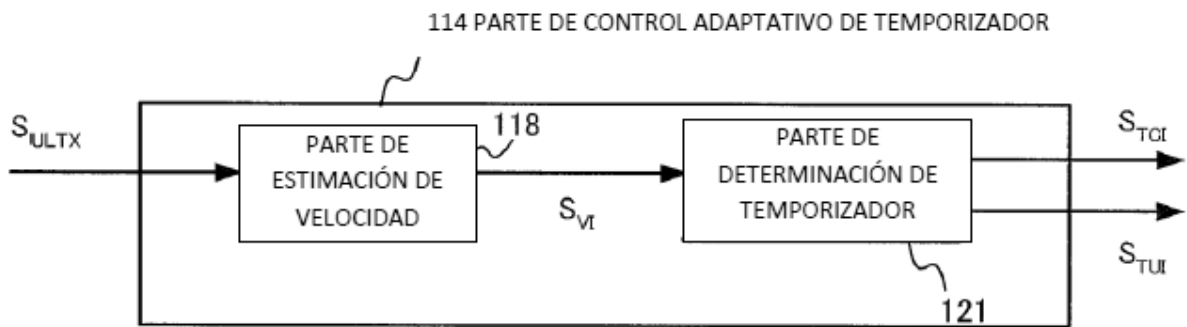 114 PARTE DE CONTROL ADAPTATIVO DE TEMPORIZADOR
S_IULTX
PARTE DE
ESTIMACIÓN DE
VELOCIDAD
118
S_VI
PARTE DE
DETERMINACIÓN DE
TEMPORIZADOR
121
S_TCI
S_TUI